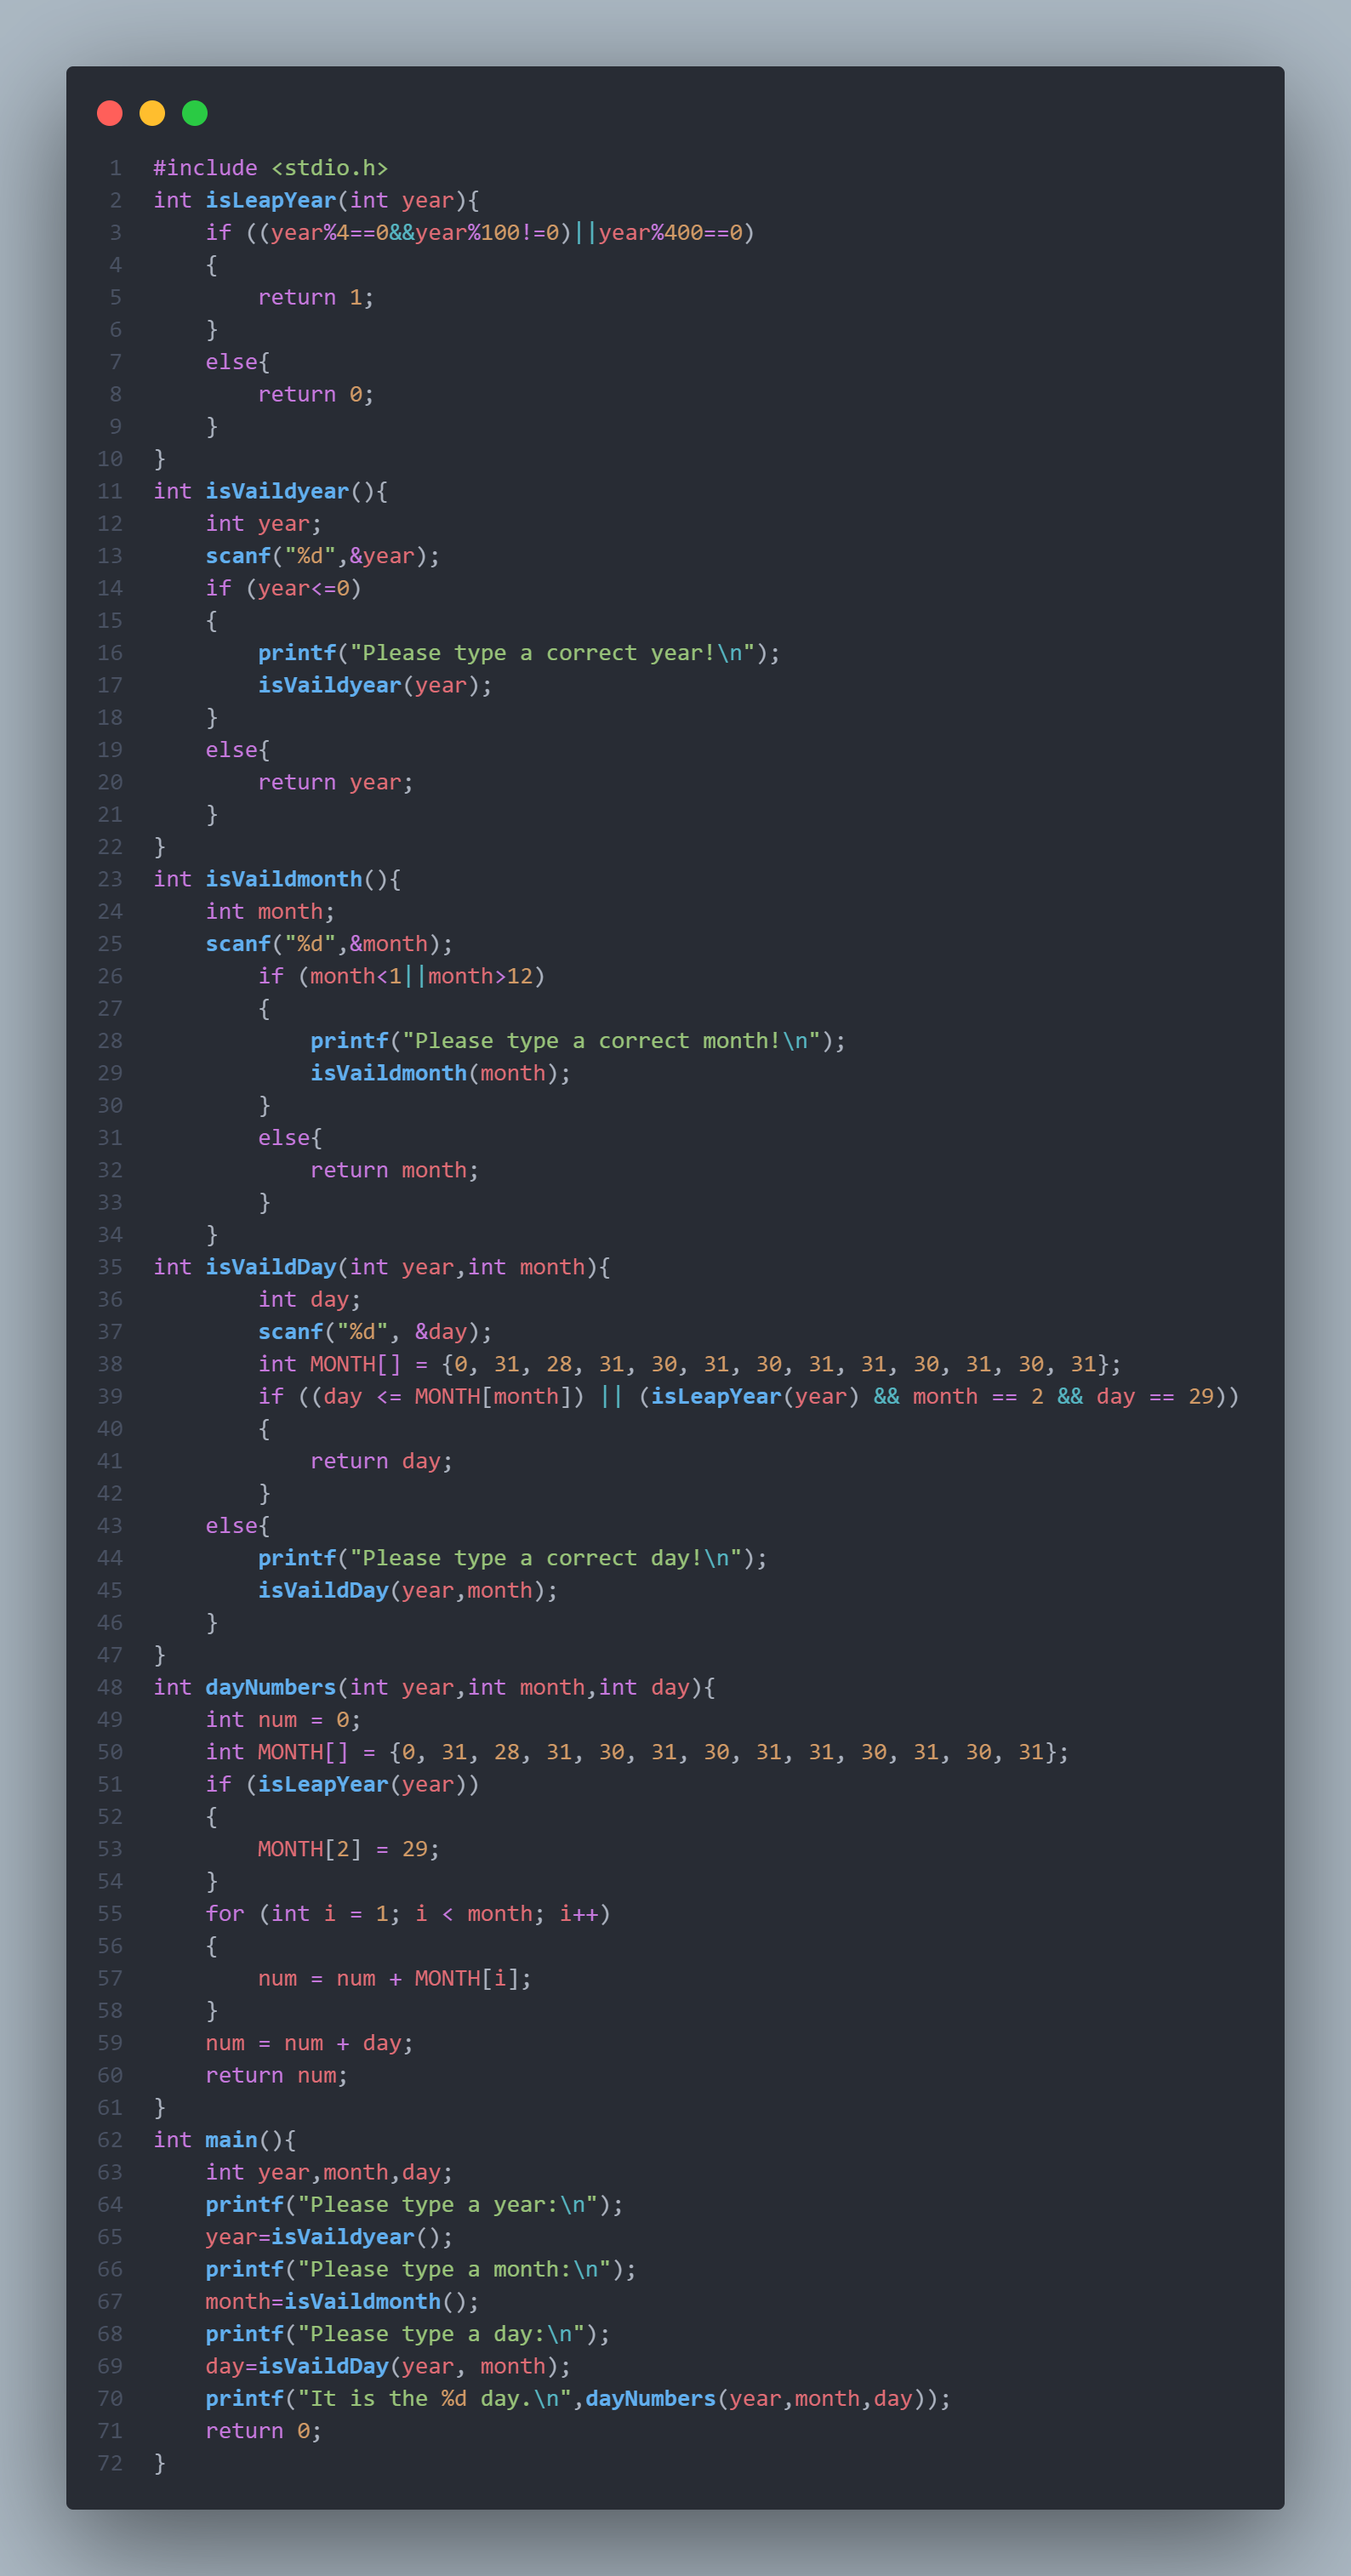 1 #include <stdio.h>
2 int isLeapYear(int year){
3     if ((year%4==0&&year%100!=0)||year%400==0)
4     {
5         return 1;
6     }
7     else{
8         return 0;
9     }
10 }
11 int isVaildyear(){
12     int year;
13     scanf("%d",&year);
14     if (year<=0)
15     {
16         printf("Please type a correct year!\n");
17         isVaildyear(year);
18     }
19     else{
20         return year;
21     }
22 }
23 int isVaildmonth(){
24     int month;
25     scanf("%d",&month);
26         if (month<1||month>12)
27         {
28             printf("Please type a correct month!\n");
29             isVaildmonth(month);
30         }
31         else{
32             return month;
33         }
34     }
35 int isVaildDay(int year,int month){
36         int day;
37         scanf("%d", &day);
38         int MONTH[] = {0, 31, 28, 31, 30, 31, 30, 31, 31, 30, 31, 30, 31};
39         if ((day <= MONTH[month]) || (isLeapYear(year) && month == 2 && day == 29))
40         {
41             return day;
42         }
43     else{
44         printf("Please type a correct day!\n");
45         isVaildDay(year,month);
46     }
47 }
48 int dayNumbers(int year,int month,int day){
49     int num = 0;
50     int MONTH[] = {0, 31, 28, 31, 30, 31, 30, 31, 31, 30, 31, 30, 31};
51     if (isLeapYear(year))
52     {
53         MONTH[2] = 29;
54     }
55     for (int i = 1; i < month; i++)
56     {
57         num = num + MONTH[i];
58     }
59     num = num + day;
60     return num;
61 }
62 int main(){
63     int year,month,day;
64     printf("Please type a year:\n");
65     year=isVaildyear();
66     printf("Please type a month:\n");
67     month=isVaildmonth();
68     printf("Please type a day:\n");
69     day=isVaildDay(year, month);
70     printf("It is the %d day.\n",dayNumbers(year,month,day));
71     return 0;
72 }